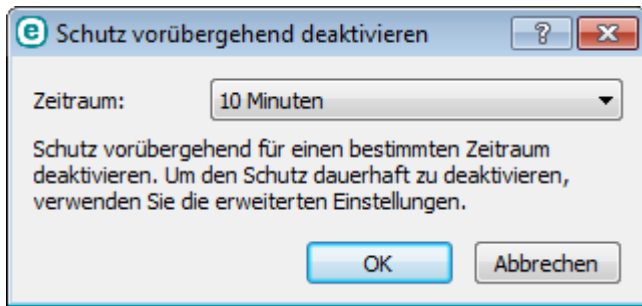 e Schutz vorübergehend deaktivieren ?
Zeitraum: 10 Minuten
Schutz vorübergehend für einen bestimmten Zeitraum
deaktivieren. Um den Schutz dauerhaft zu deaktivieren,
verwenden Sie die erweiterten Einstellungen.
OK Abbrechen